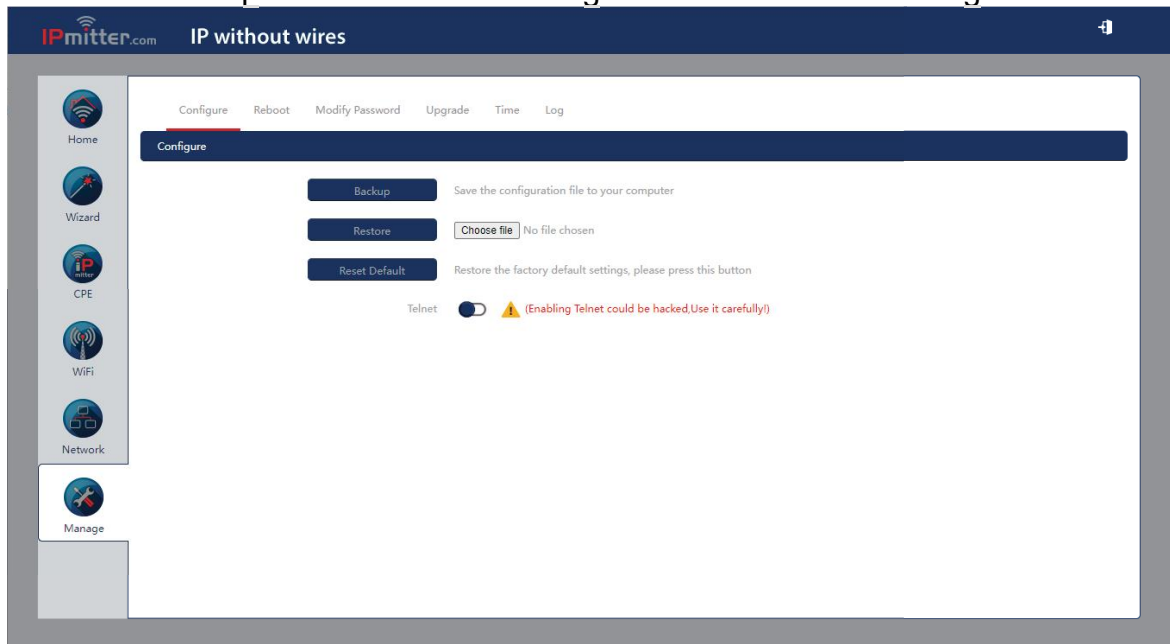 IPmitter.com IP without wires
Home
Wizard
iP mitter
CPE
WiFi
Network
Manage
Configure Reboot Modify Password Upgrade Time Log
Configure
Backup Save the configuration file to your computer
Restore Choose file No file chosen
Reset Default Restore the factory default settings, please press this button
Telnet (Enabling Telnet could be hacked,Use it carefully!)